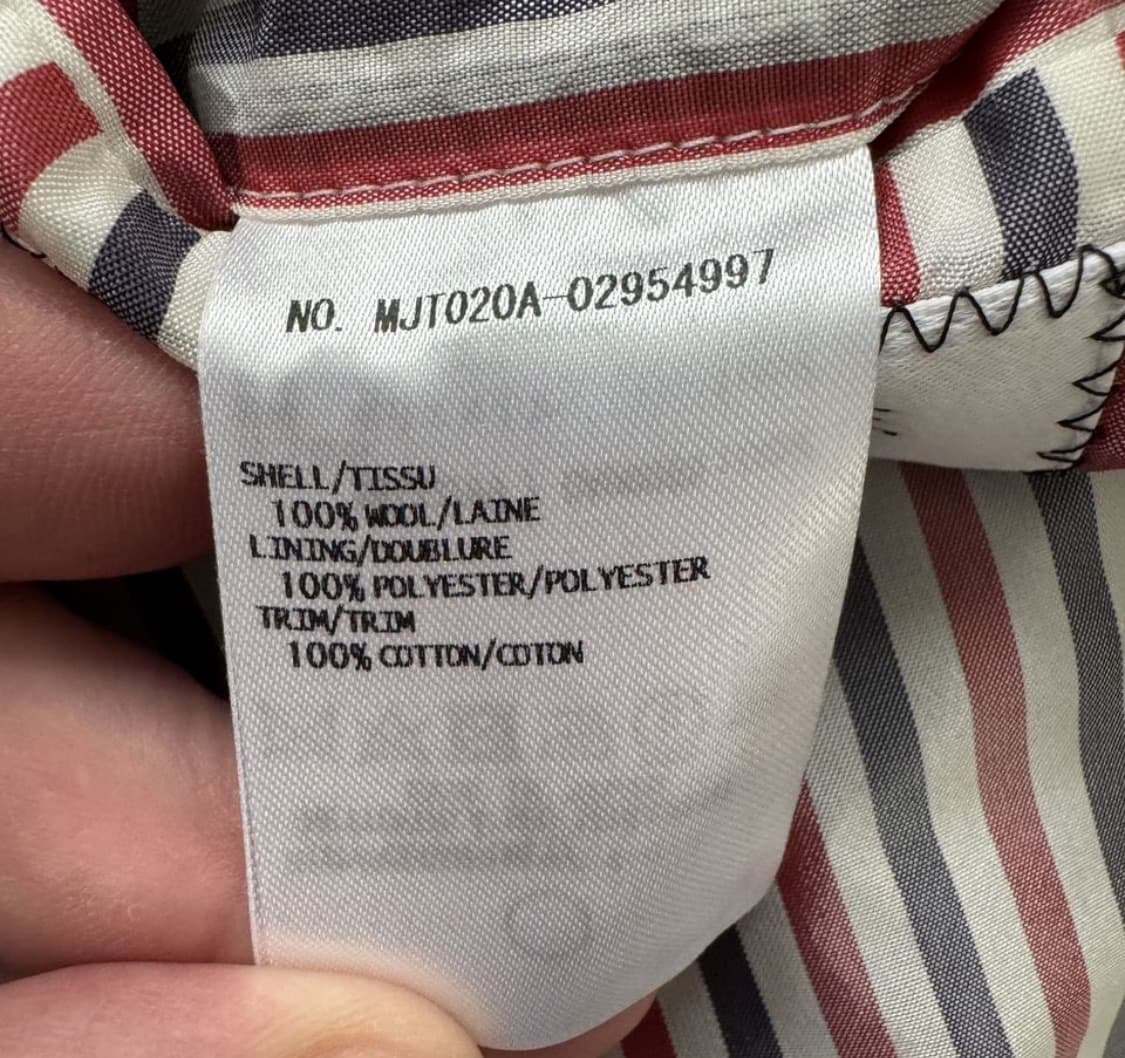 NO. MJT020A-02954997
SHELL/TISSU
100% WOOL/LAINE
LINING/DOUBLURE
100% POLYESTER/POLYESTER
TRIM/TRIM
100% COTTON/COTON